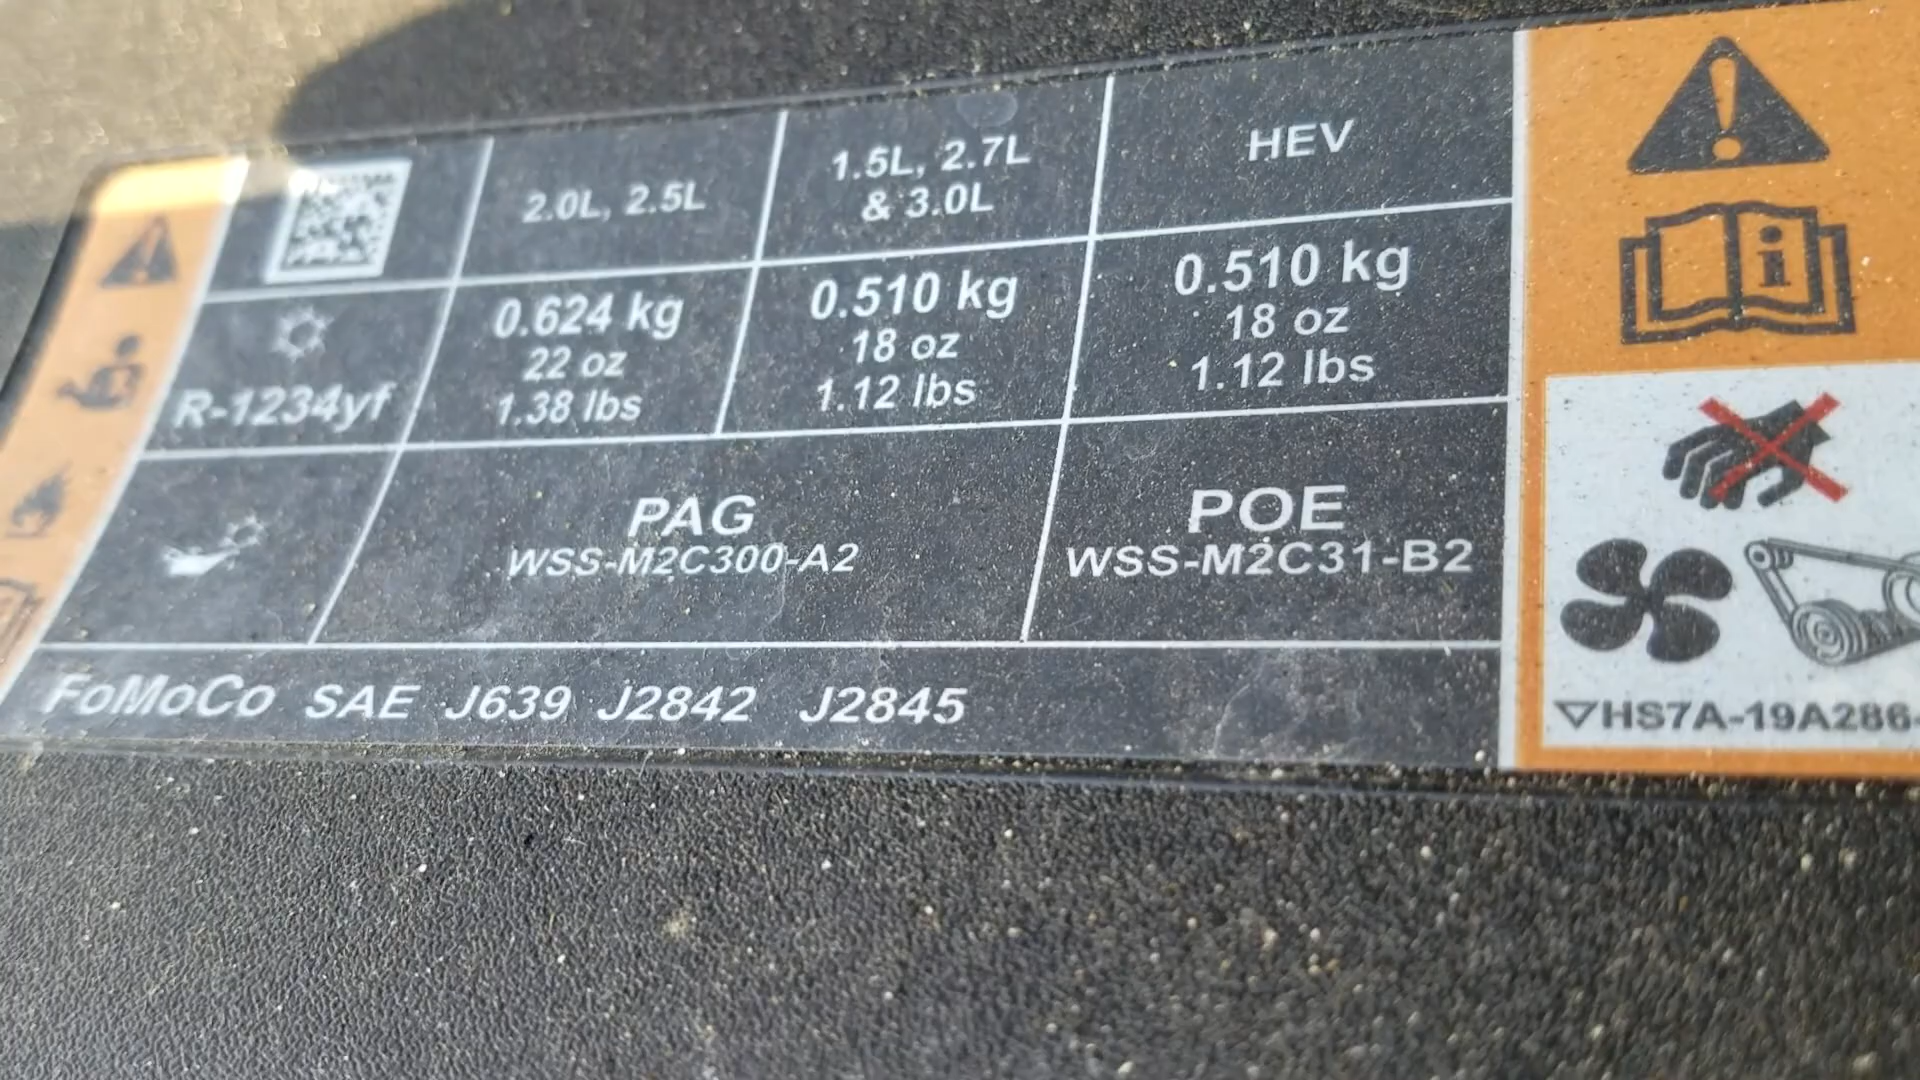 2.0L, 2.5L
1.5L, 2.7L
& 3.0L
HEV
R-1234yf
0.624 kg
22 oz
1.38 lbs
0.510 kg
18 oz
1.12 lbs
0.510 kg
18 oz
1.12 lbs
PAG
WSS-M2C300-A2
POE
WSS-M2C31-B2
FoMoCo SAE J639 J2842 J2845
▽HS7A-19A286-